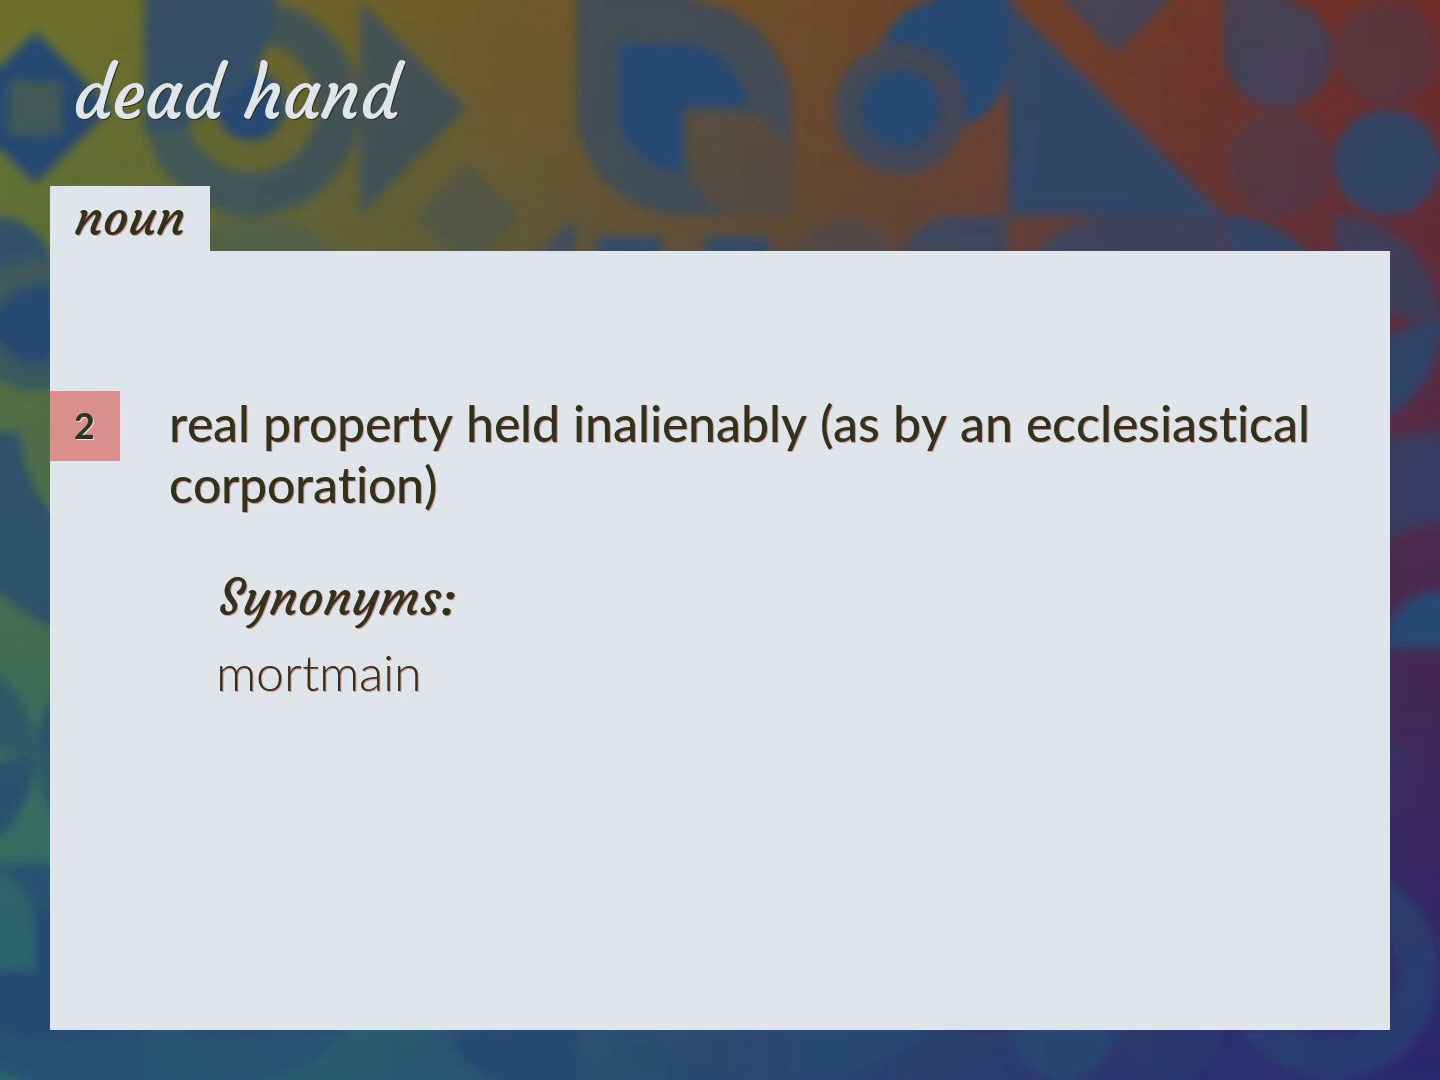 dead hand
noun
2
real property held inalienably (as by an ecclesiastical
corporation)
Synonyms:
mortmain